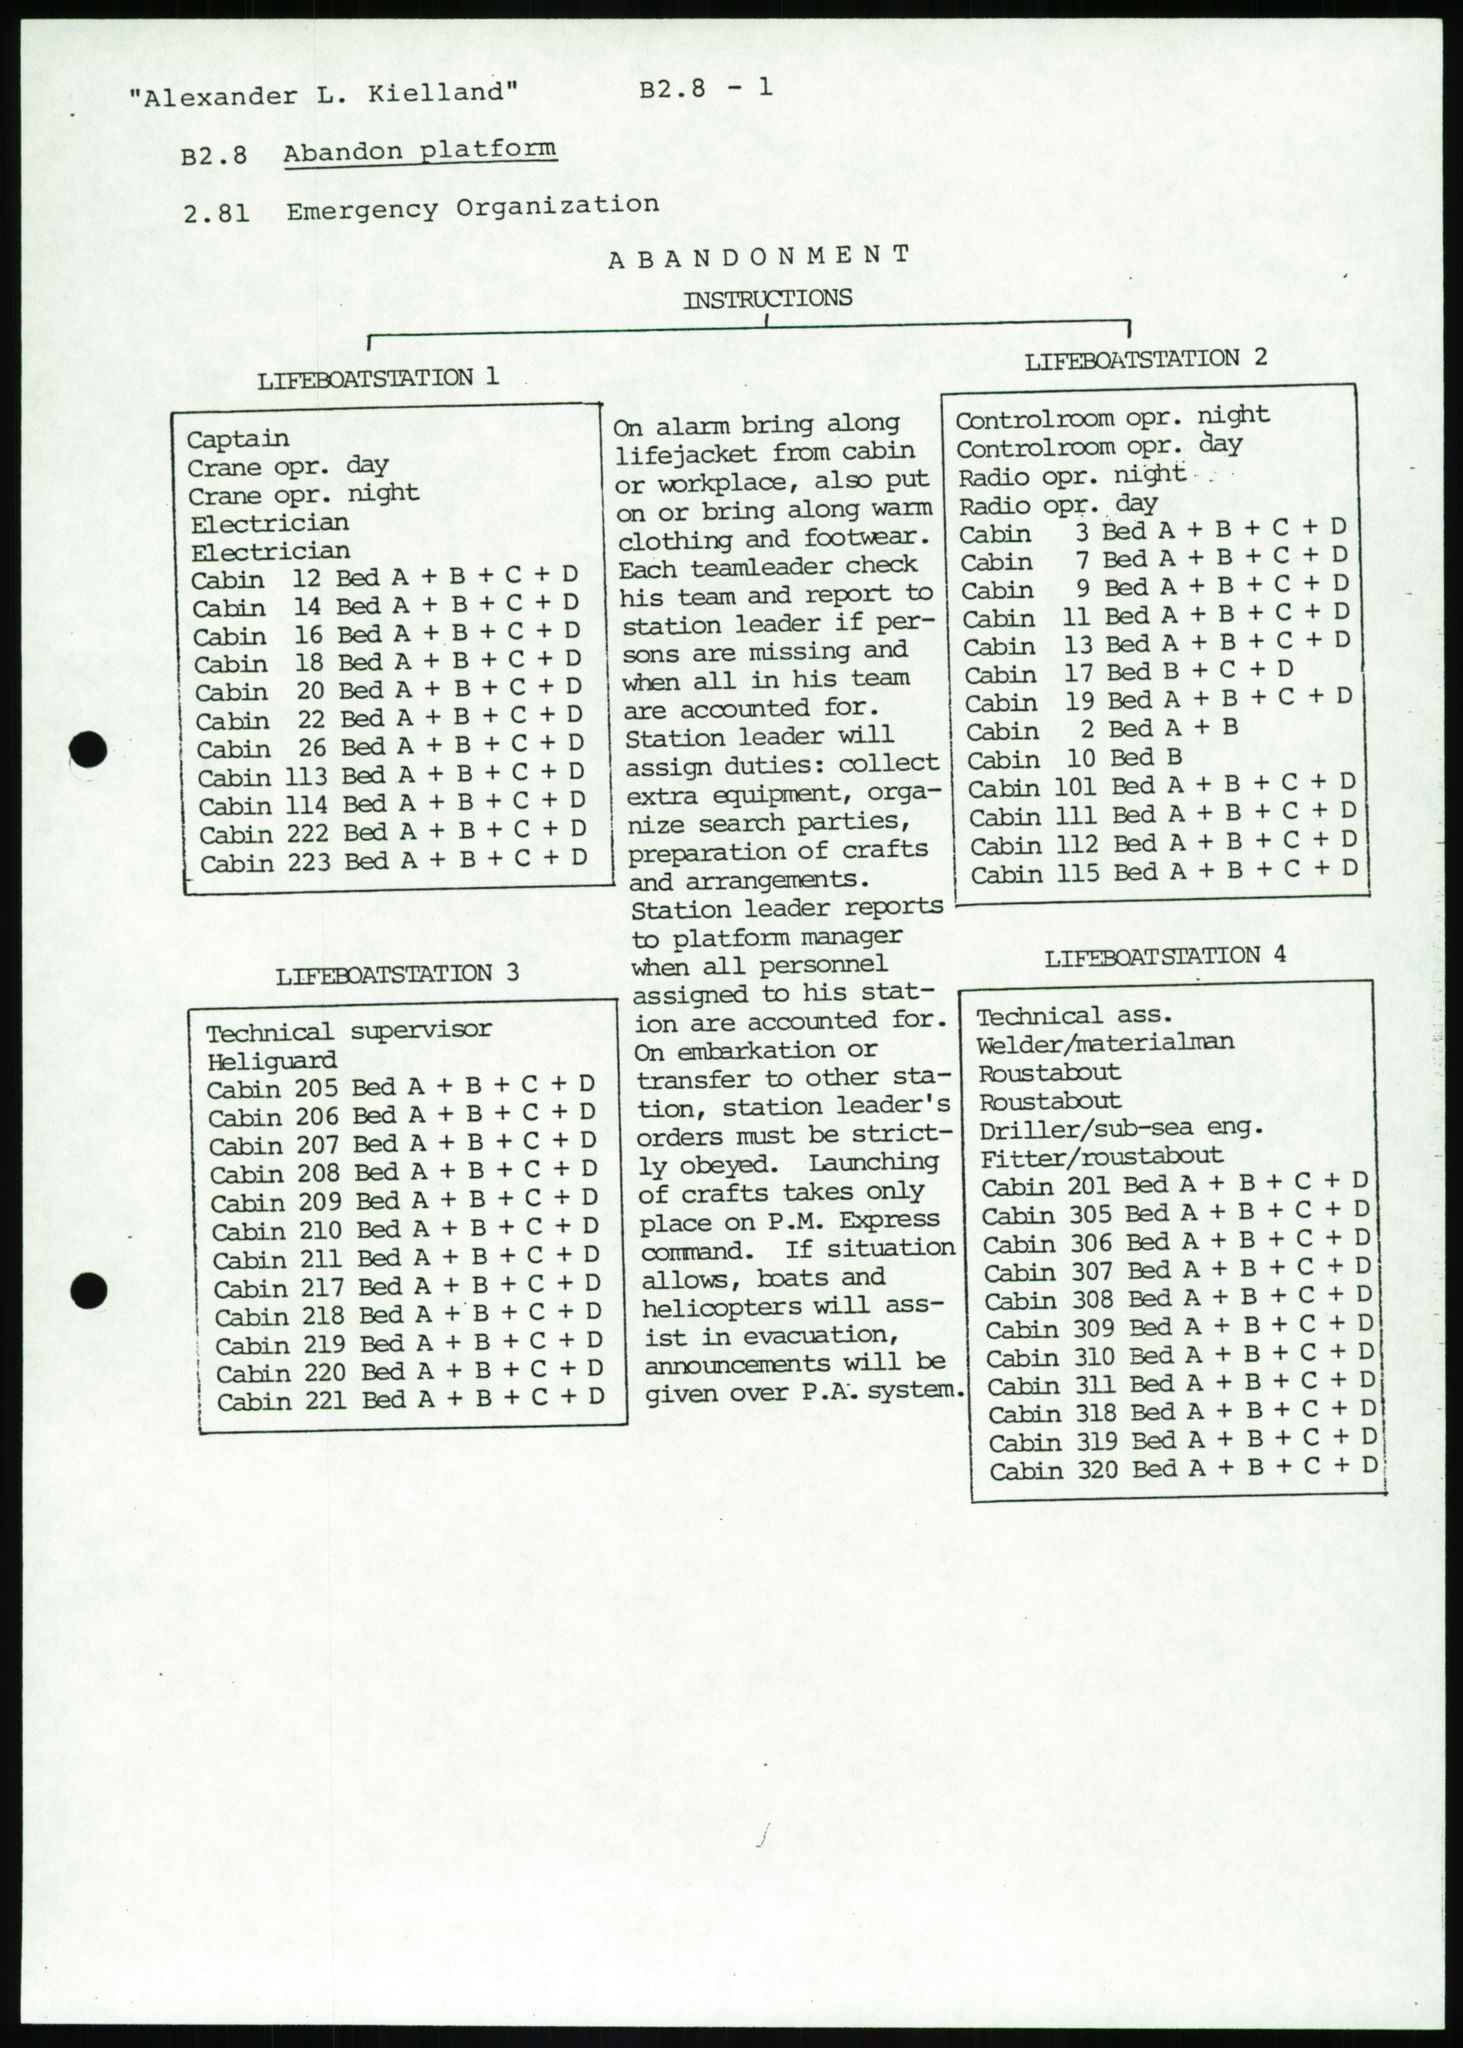 "Alexander L. Kielland" B2.8 - 1
B2.8 Abandon platform
2.81 Emergency Organization
A B A N D O N M E N T
INSTRUCTIONS
LIFEBOATSTATION 1
Captain
Crane opr. day
Crane opr. night
Electrician
Electrician
Cabin 12 Bed A + B + C + D
Cabin 14 Bed A + B + C + D
Cabin 16 Bed A + B + C + D
Cabin 18 Bed A + B + C + D
Cabin 20 Bed A + B + C + D
Cabin 22 Bed A + B + C + D
Cabin 26 Bed A + B + C + D
Cabin 113 Bed A + B + C + D
Cabin 114 Bed A + B + C + D
Cabin 222 Bed A + B + C + D
Cabin 223 Bed A + B + C + D
LIFEBOATSTATION 3
Technical supervisor
Heliguard
Cabin 205 Bed A + B + C + D
Cabin 206 Bed A + B + C + D
Cabin 207 Bed A + B + C + D
Cabin 208 Bed A + B + C + D
Cabin 209 Bed A + B + C + D
Cabin 210 Bed A + B + C + D
Cabin 211 Bed A + B + C + D
Cabin 217 Bed A + B + C + D
Cabin 218 Bed A + B + C + D
Cabin 219 Bed A + B + C + D
Cabin 220 Bed A + B + C + D
Cabin 221 Bed A + B + C + D
On alarm bring along
lifejacket from cabin
or workplace, also put
on or bring along warm
clothing and footwear.
Each teamleader check
his team and report to
station leader if per-
sons are missing and
when all in his team
are accounted for.
Station leader will
assign duties: collect
extra equipment, orga-
nize search parties,
preparation of crafts
and arrangements.
Station leader reports
to platform manager
when all personnel
assigned to his stat-
ion are accounted for.
On embarkation or
transfer to other sta-
tion, station leader's
orders must be strict-
ly obeyed. Launching
of crafts takes only
place on P.M. Express
command. If situation
allows, boats and
helicopters will ass-
ist in evacuation,
announcements will be
given over P.A. system.
LIFEBOATSTATION 2
Controlroom opr. night
Controlroom opr. day
Radio opr. night
Radio opr. day
Cabin 3 Bed A + B + C + D
Cabin 7 Bed A + B + C + D
Cabin 9 Bed A + B + C + D
Cabin 11 Bed A + B + C + D
Cabin 13 Bed A + B + C + D
Cabin 17 Bed B + C + D
Cabin 19 Bed A + B + C + D
Cabin 2 Bed A + B
Cabin 10 Bed B
Cabin 101 Bed A + B + C + D
Cabin 111 Bed A + B + C + D
Cabin 112 Bed A + B + C + D
Cabin 115 Bed A + B + C + D
LIFEBOATSTATION 4
Technical ass.
Welder/materialman
Roustabout
Roustabout
Driller/sub-sea eng.
Fitter/roustabout
Cabin 201 Bed A + B + C + D
Cabin 305 Bed A + B + C + D
Cabin 306 Bed A + B + C + D
Cabin 307 Bed A + B + C + D
Cabin 308 Bed A + B + C + D
Cabin 309 Bed A + B + C + D
Cabin 310 Bed A + B + C + D
Cabin 311 Bed A + B + C + D
Cabin 318 Bed A + B + C + D
Cabin 319 Bed A + B + C + D
Cabin 320 Bed A + B + C + D